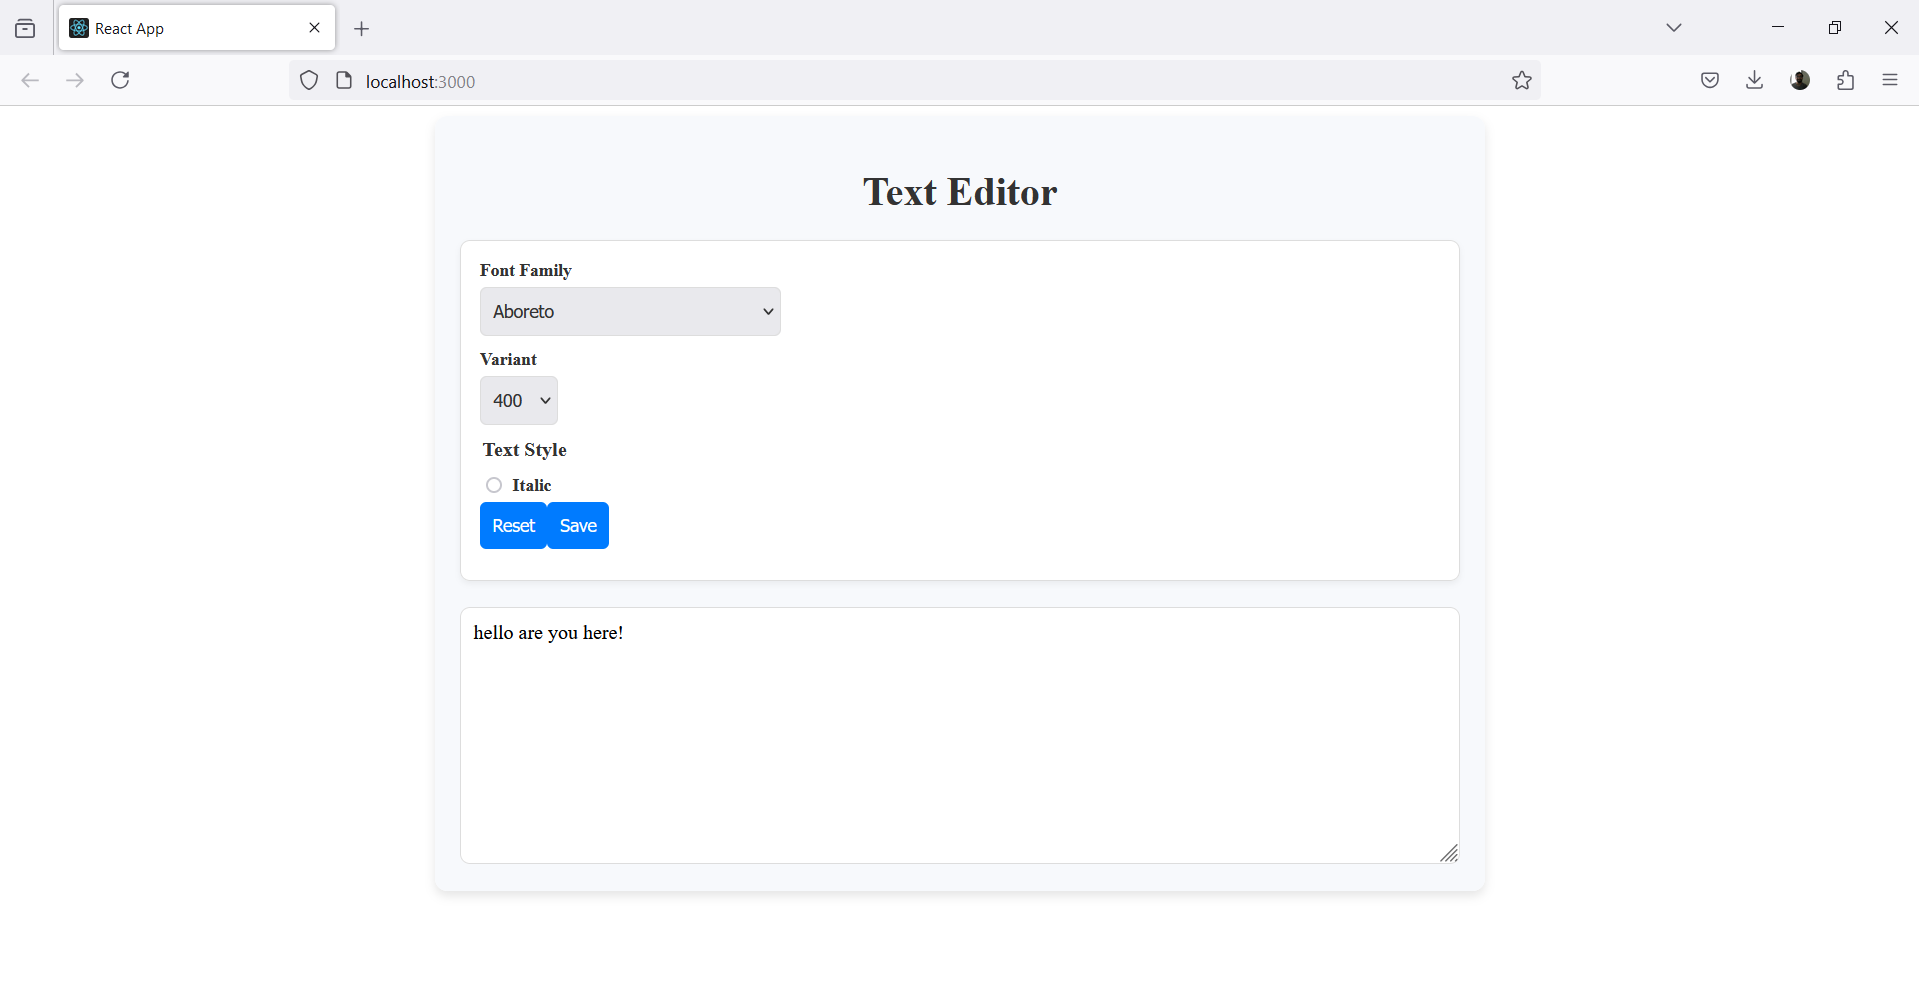 React App
localhost:3000
Text Editor
Font Family
Aboreto
Variant
400
Text Style
Italic
Reset Save
hello are you here!